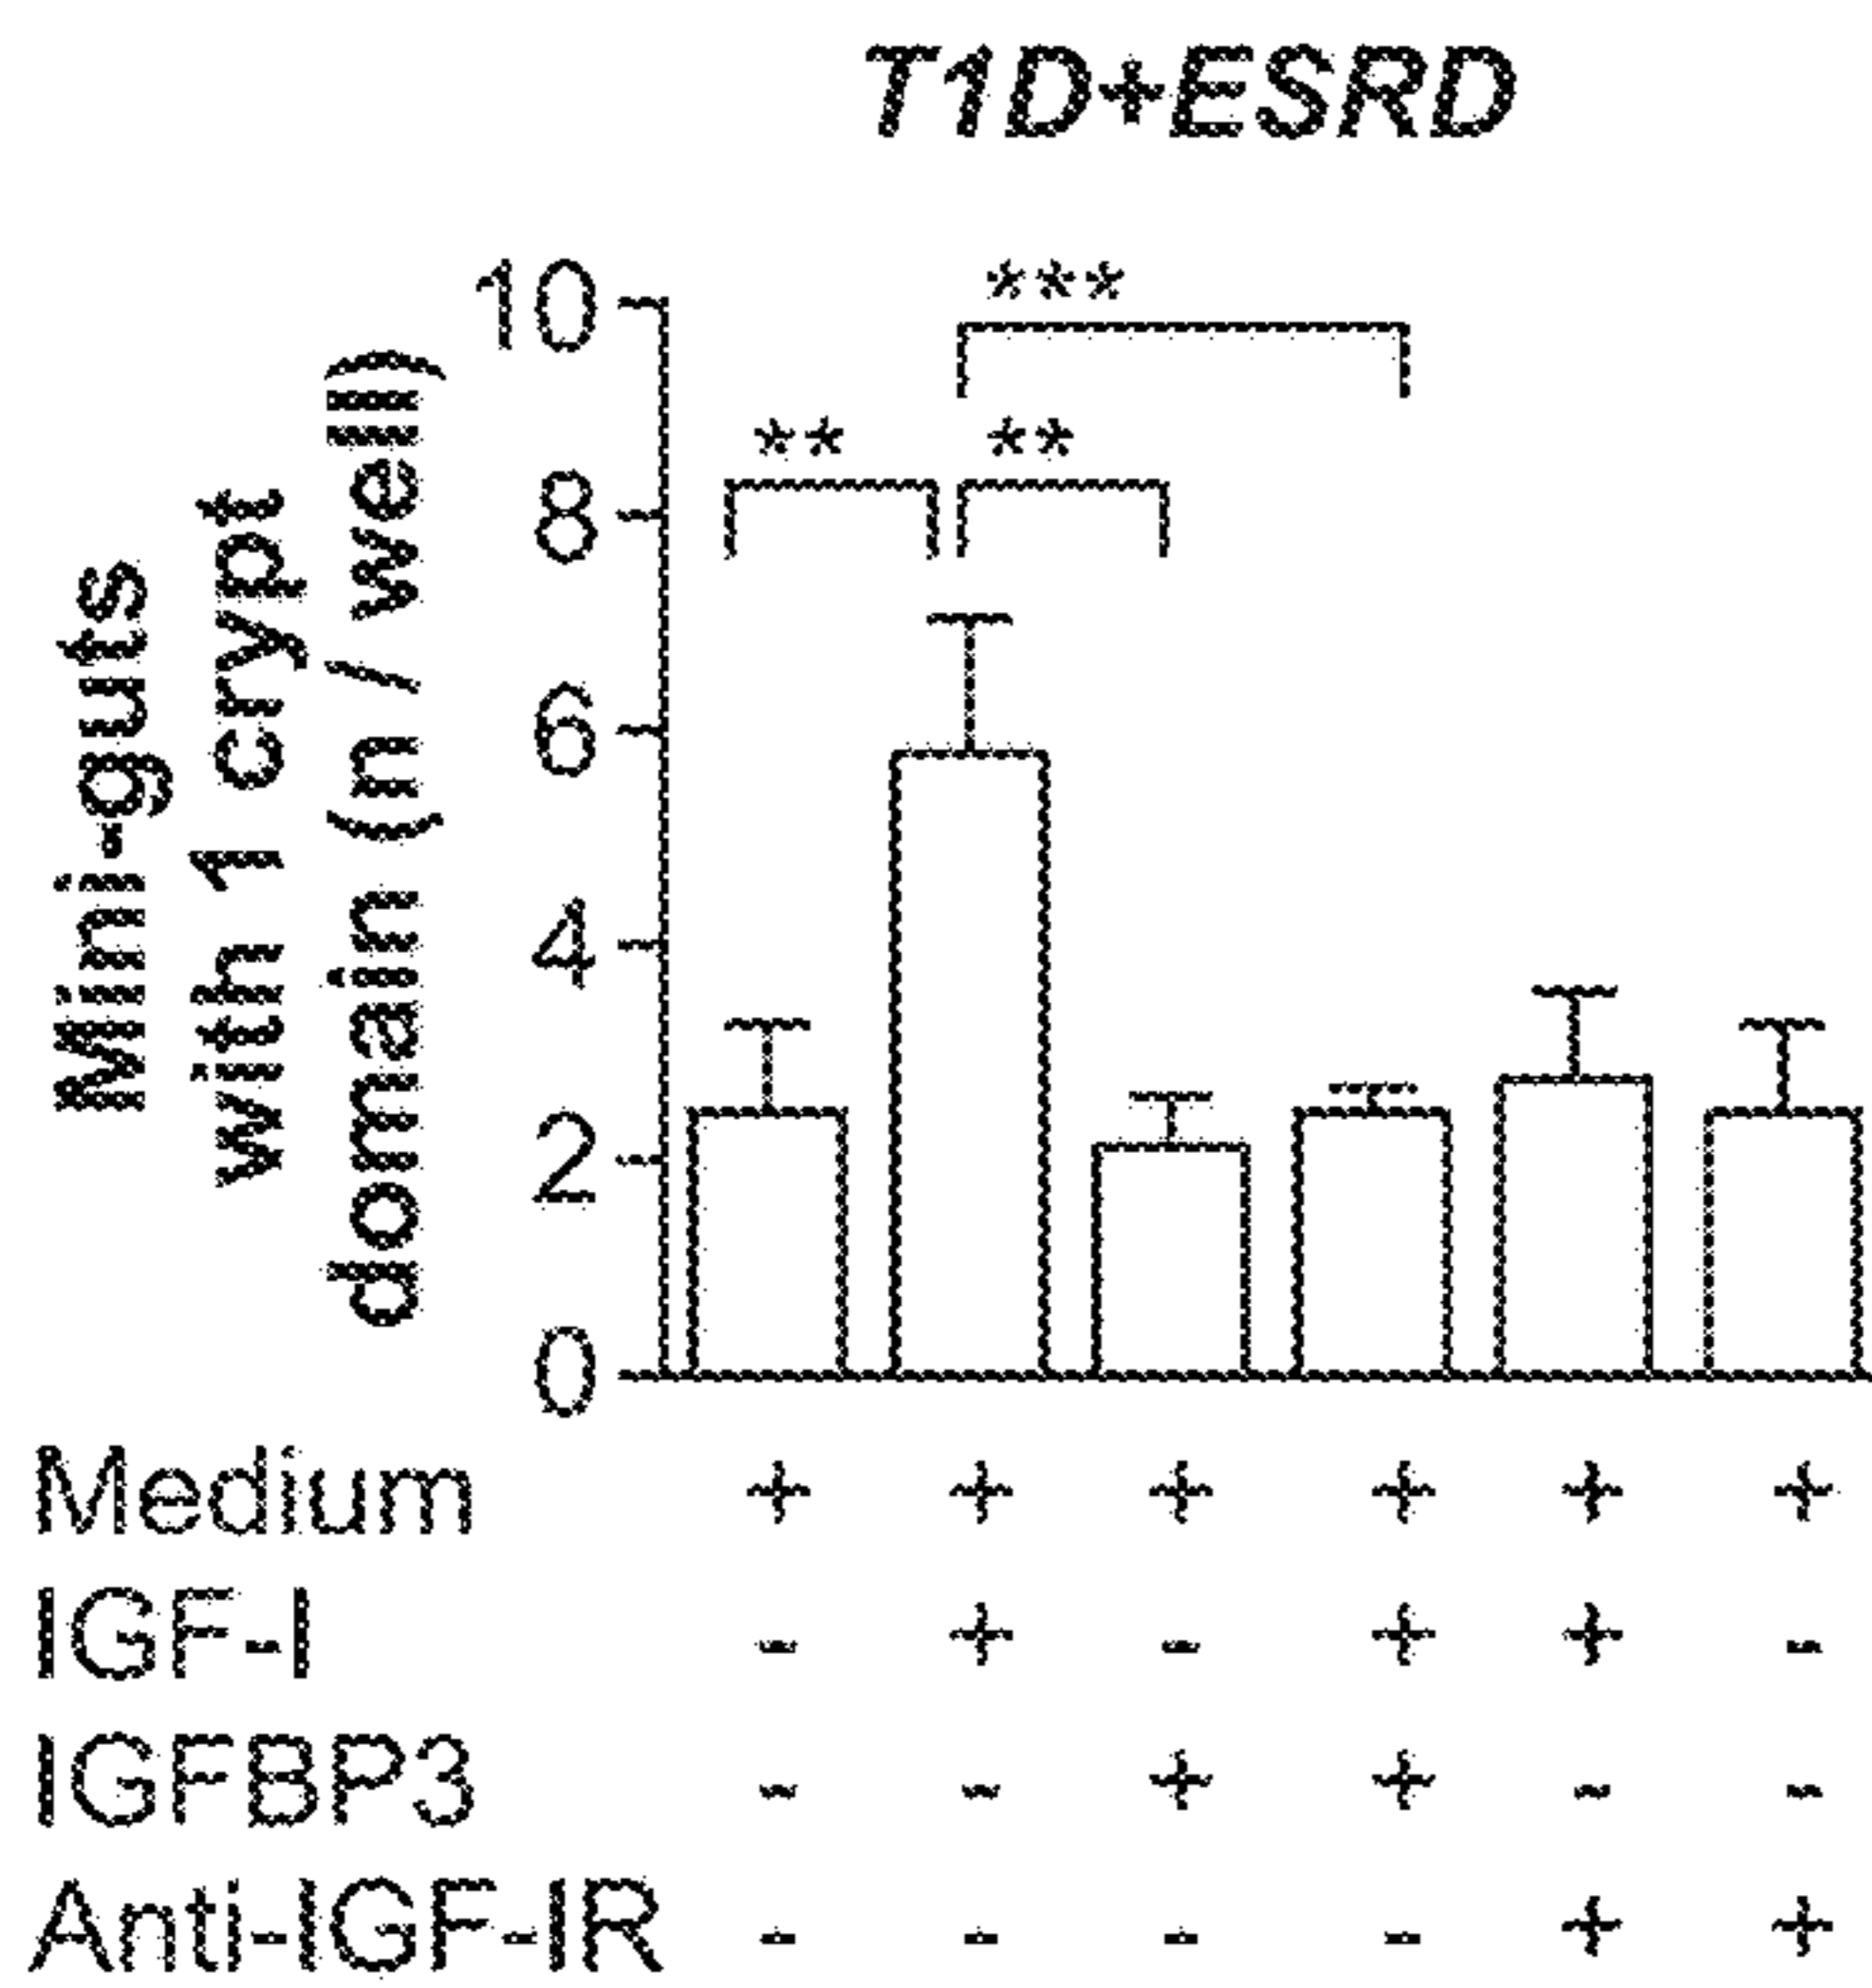 T1D+ESRD
Mini-guts
with 1 crypt
domain (n / well)
10
8
6
4
2
0
***
** **
Medium + + + + + +
IGF-I - + - + + -
IGFBP3 - - + + - -
Anti-IGF-IR - - - - + +